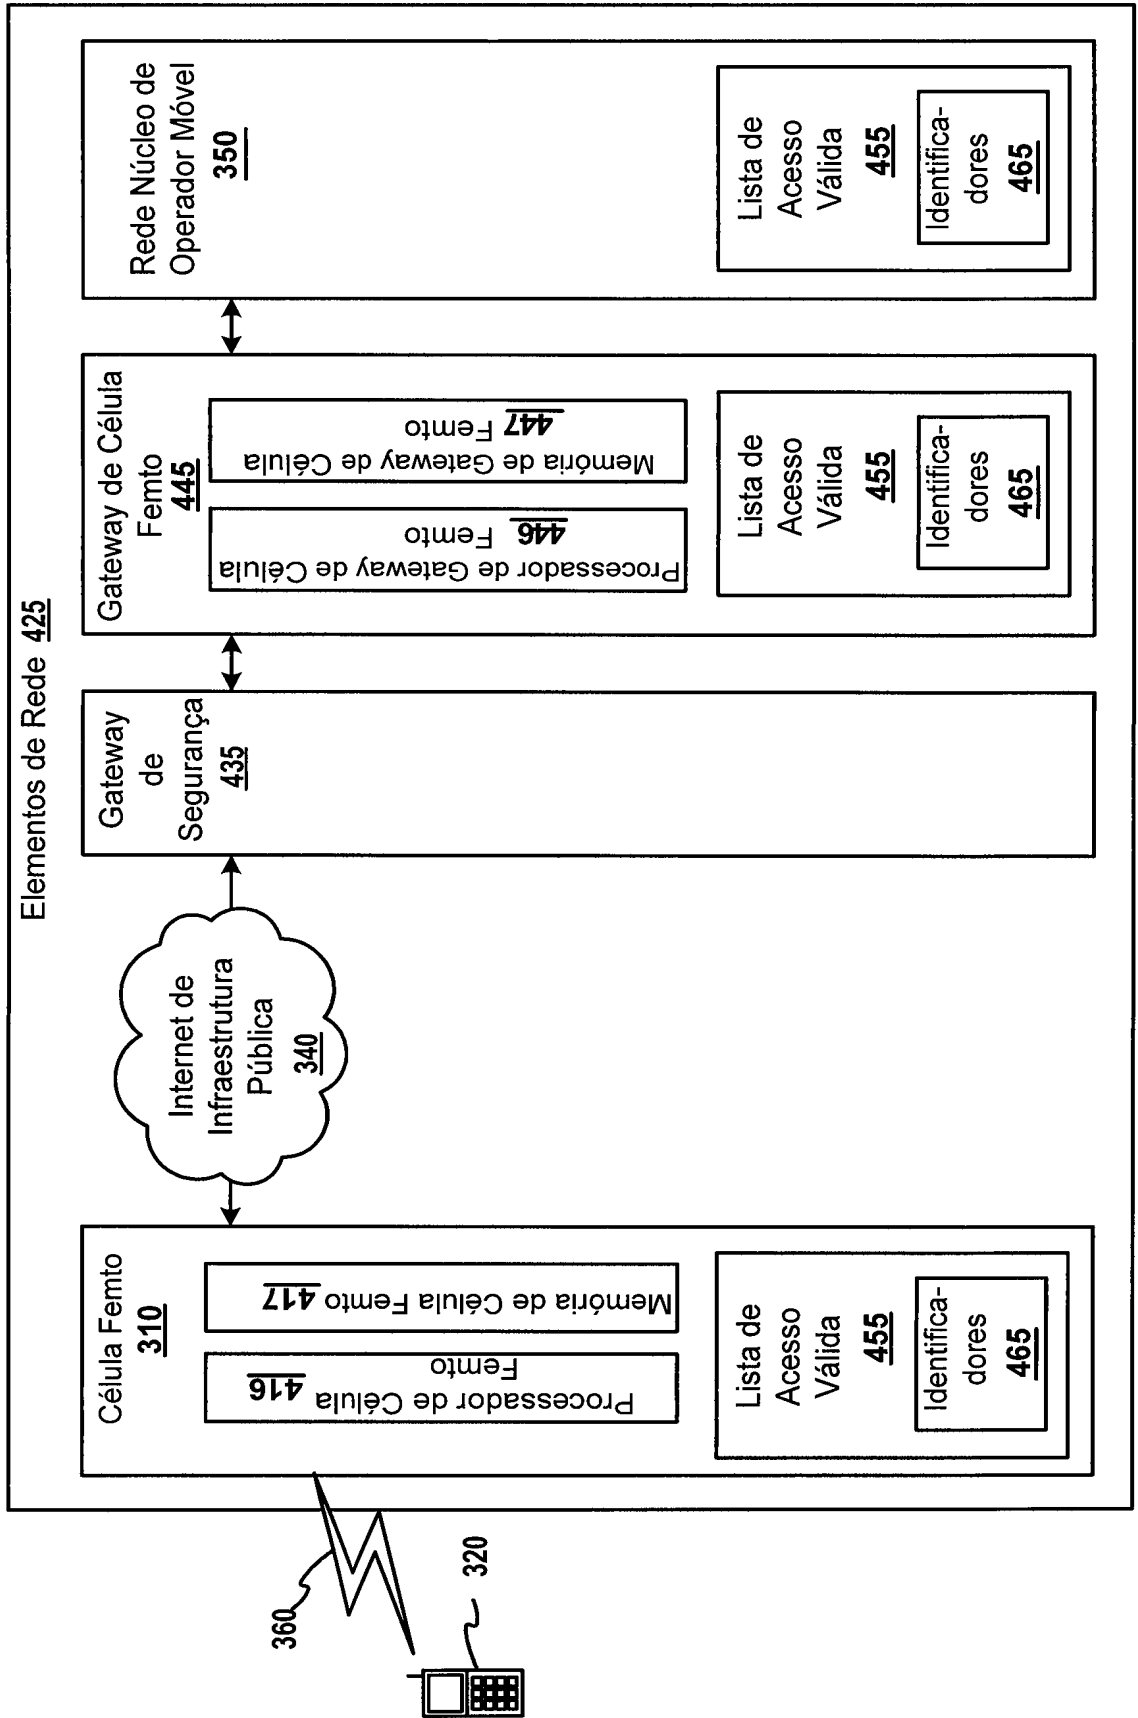 Elementos de Rede 425
Célula Femto
310
Processador de Célula
Femto 416
Memória de Célula Femto 417
Lista de
Acesso
Válida
455
Identifica-
dores
465
Internet de
Infraestrutura
Pública
340
Gateway
de
Segurança
435
Gateway de Célula
Femto
445
Processador de Gateway de Célula
Femto 446
Memória de Gateway de Célula
Femto 447
Lista de
Acesso
Válida
455
Identifica-
dores
465
Rede Núcleo de
Operador Móvel
350
Lista de
Acesso
Válida
455
Identifica-
dores
465
360
320